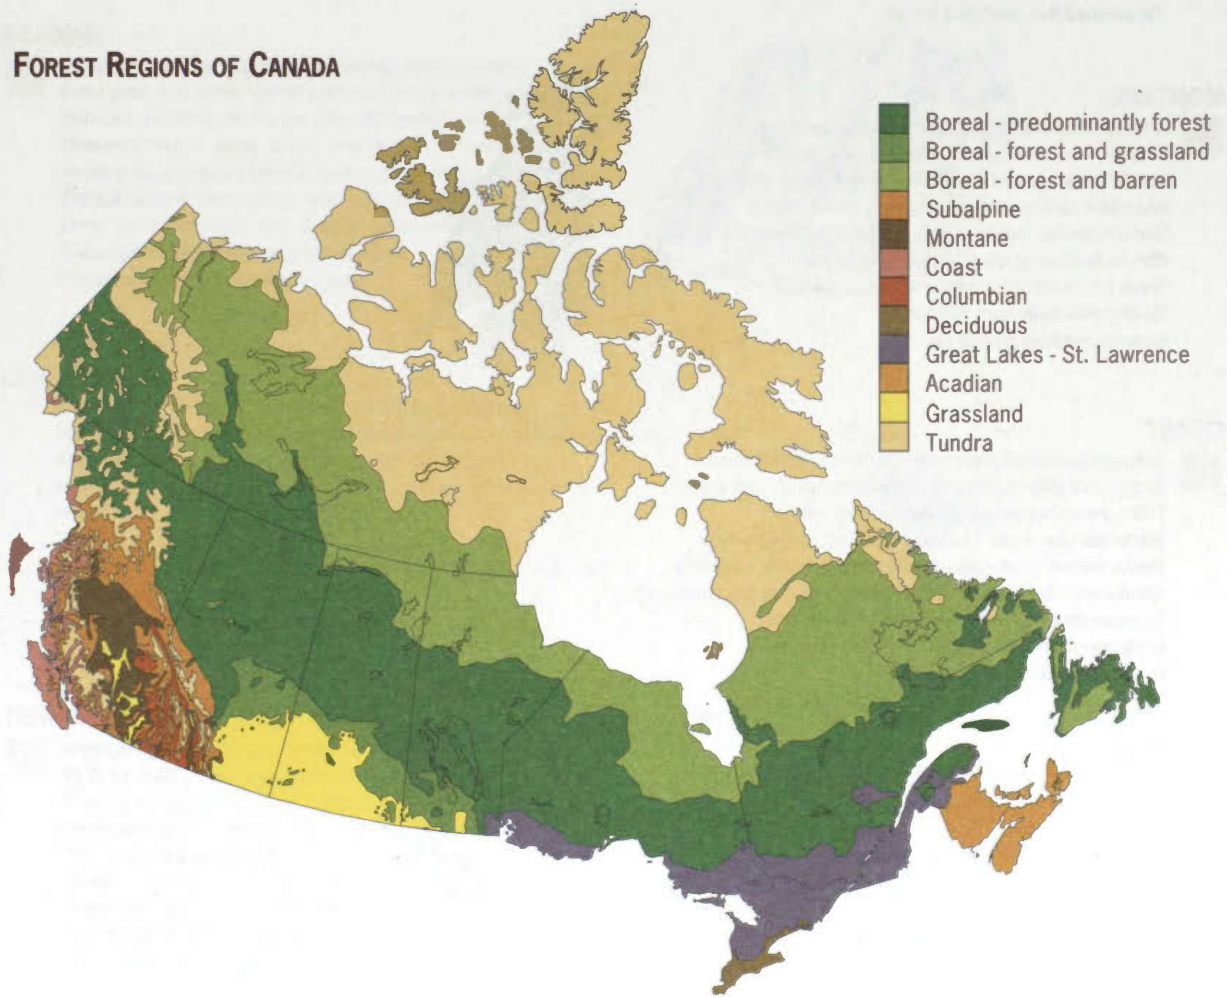 FOREST REGIONS OF CANADA
Boreal - predominantly forest
Boreal - forest and grassland
Boreal - forest and barren
Subalpine
Montane
Coast
Columbian
Deciduous
Great Lakes - St. Lawrence
Acadian
Grassland
Tundra